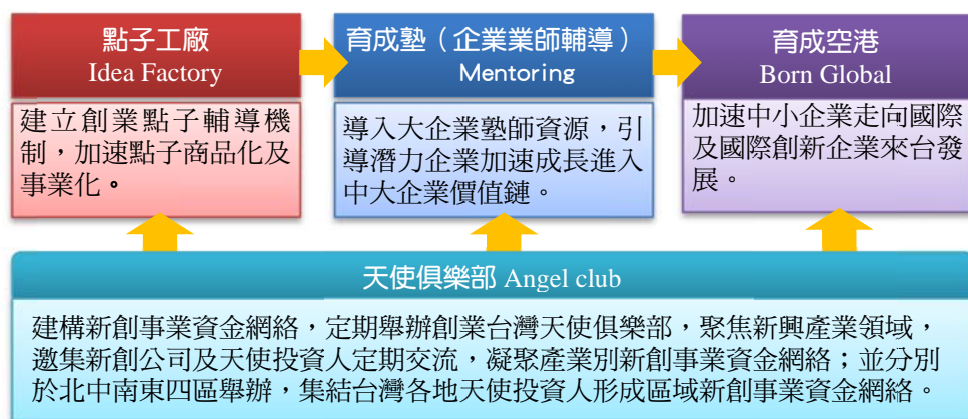 點子工廠
Idea Factory
建立創業點子輔導機
制，加速點子商品化及
事業化。
育成塾（企業業師輔導）
Mentoring
導入大企業塾師資源，引
導潛力企業加速成長進入
中大企業價值鏈。
育成空港
Born Global
加速中小企業走向國際
及國際創新企業來台發
展。
天使俱樂部 Angel club
建構新創事業資金網絡，定期舉辦創業台灣天使俱樂部，聚焦新興產業領域，
邀集新創公司及天使投資人定期交流，凝聚產業別新創事業資金網絡；並分別
於北中南東四區舉辦，集結台灣各地天使投資人形成區域新創事業資金網絡。